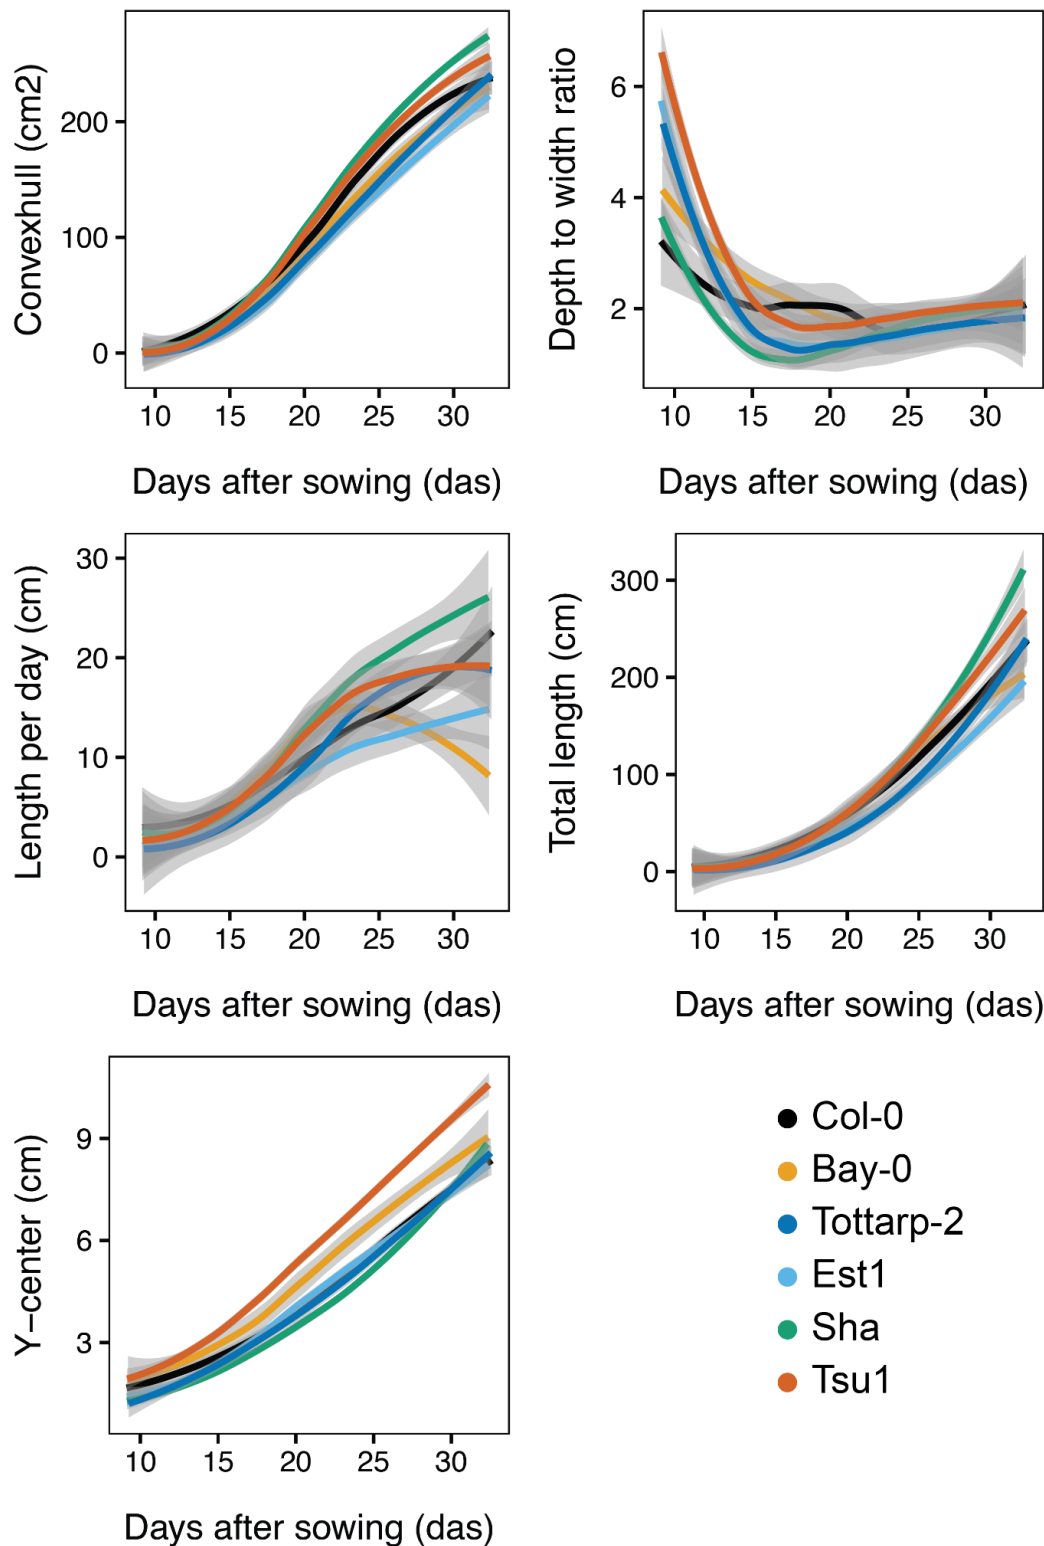 Convexhull (cm2)
200
100
0
10 15 20 25 30
Days after sowing (das)
Depth to width ratio
6
4
2
10 15 20 25 30
Days after sowing (das)
Length per day (cm)
30
20
10
0
10 15 20 25 30
Days after sowing (das)
Total length (cm)
300
200
100
0
10 15 20 25 30
Days after sowing (das)
Y−center (cm)
9
6
3
10 15 20 25 30
Days after sowing (das)
Col-0
Bay-0
Tottarp-2
Est1
Sha
Tsu1